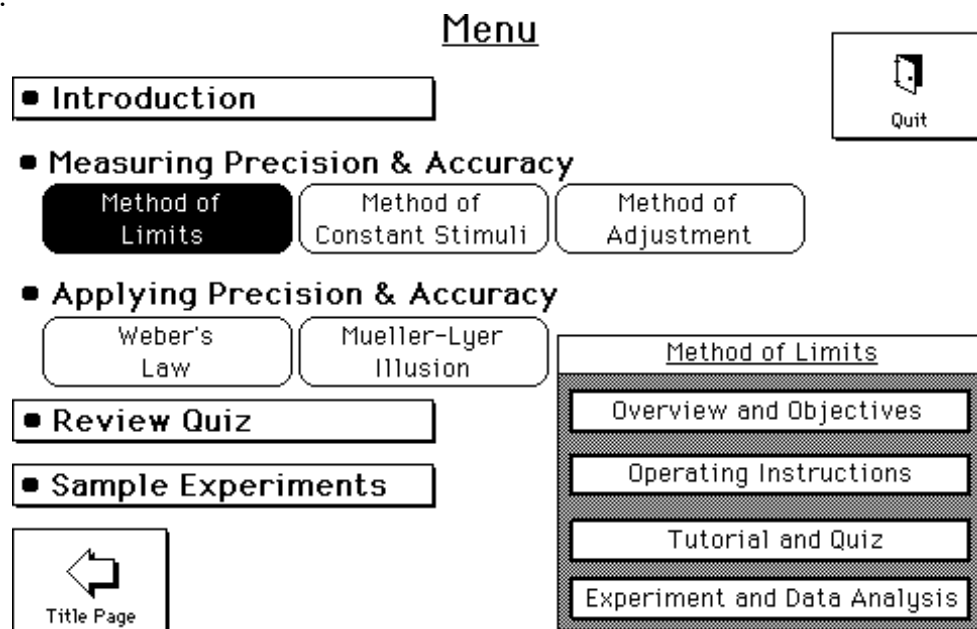 Menu
Introduction
Quit
Measuring Precision & Accuracy
Method of
Limits
Method of
Constant Stimuli
Method of
Adjustment
Applying Precision & Accuracy
Weber's
Law
Mueller-Lyer
Illusion
Review Quiz
Sample Experiments
Title Page
Method of Limits
Overview and Objectives
Operating Instructions
Tutorial and Quiz
Experiment and Data Analysis